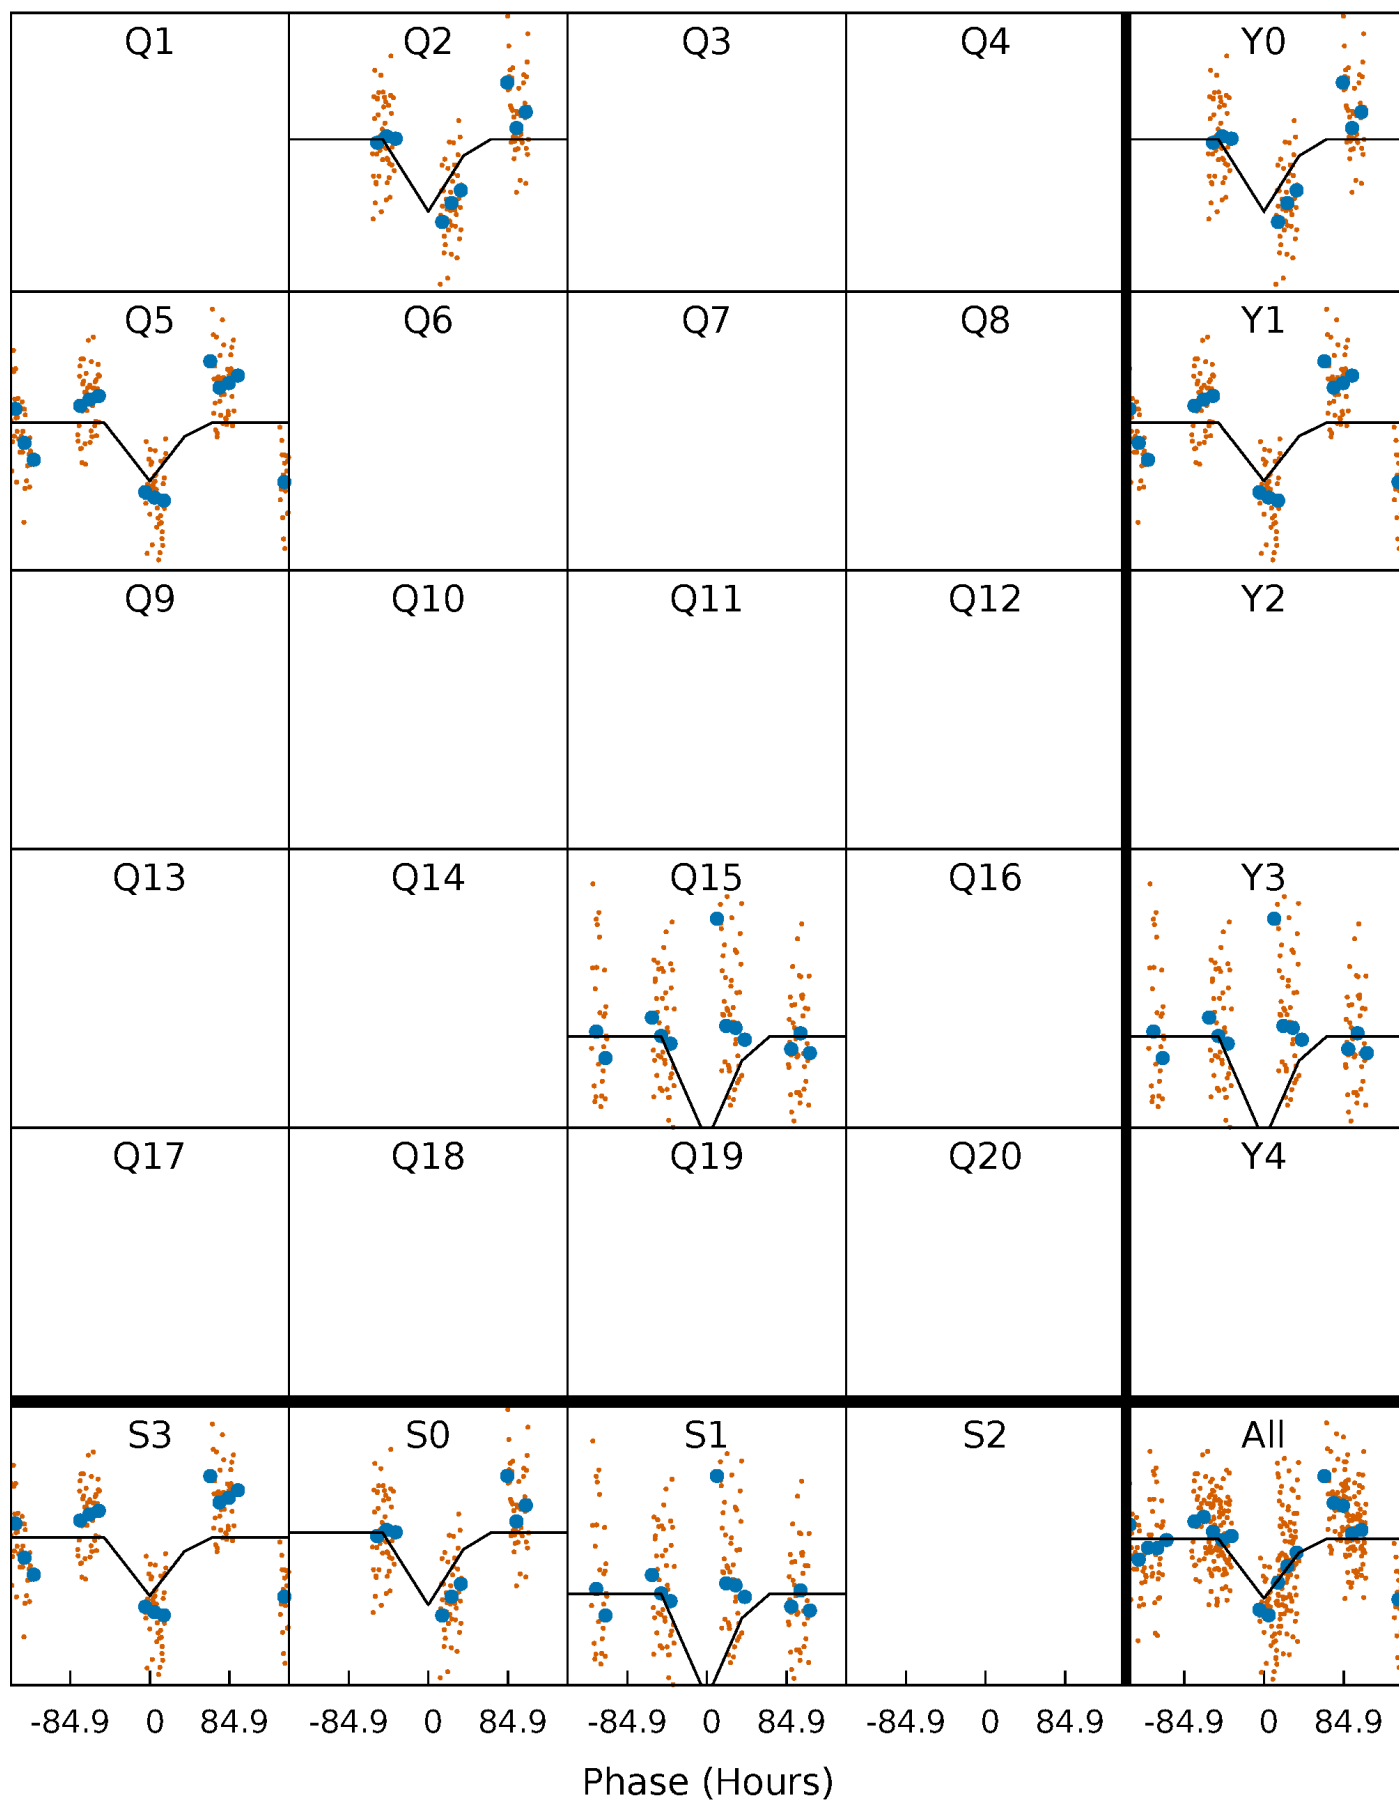 Q1 Q2 Q3 Q4 Y0
Q5 Q6 Q7 Q8 Y1
Q9 Q10 Q11 Q12 Y2
Q13 Q14 Q15 Q16 Y3
Q17 Q18 Q19 Q20 Y4
S3 S0 S1 S2 All
-84.9 0 84.9 -84.9 0 84.9 -84.9 0 84.9 -84.9 0 84.9 -84.9 0 84.9
Phase (Hours)